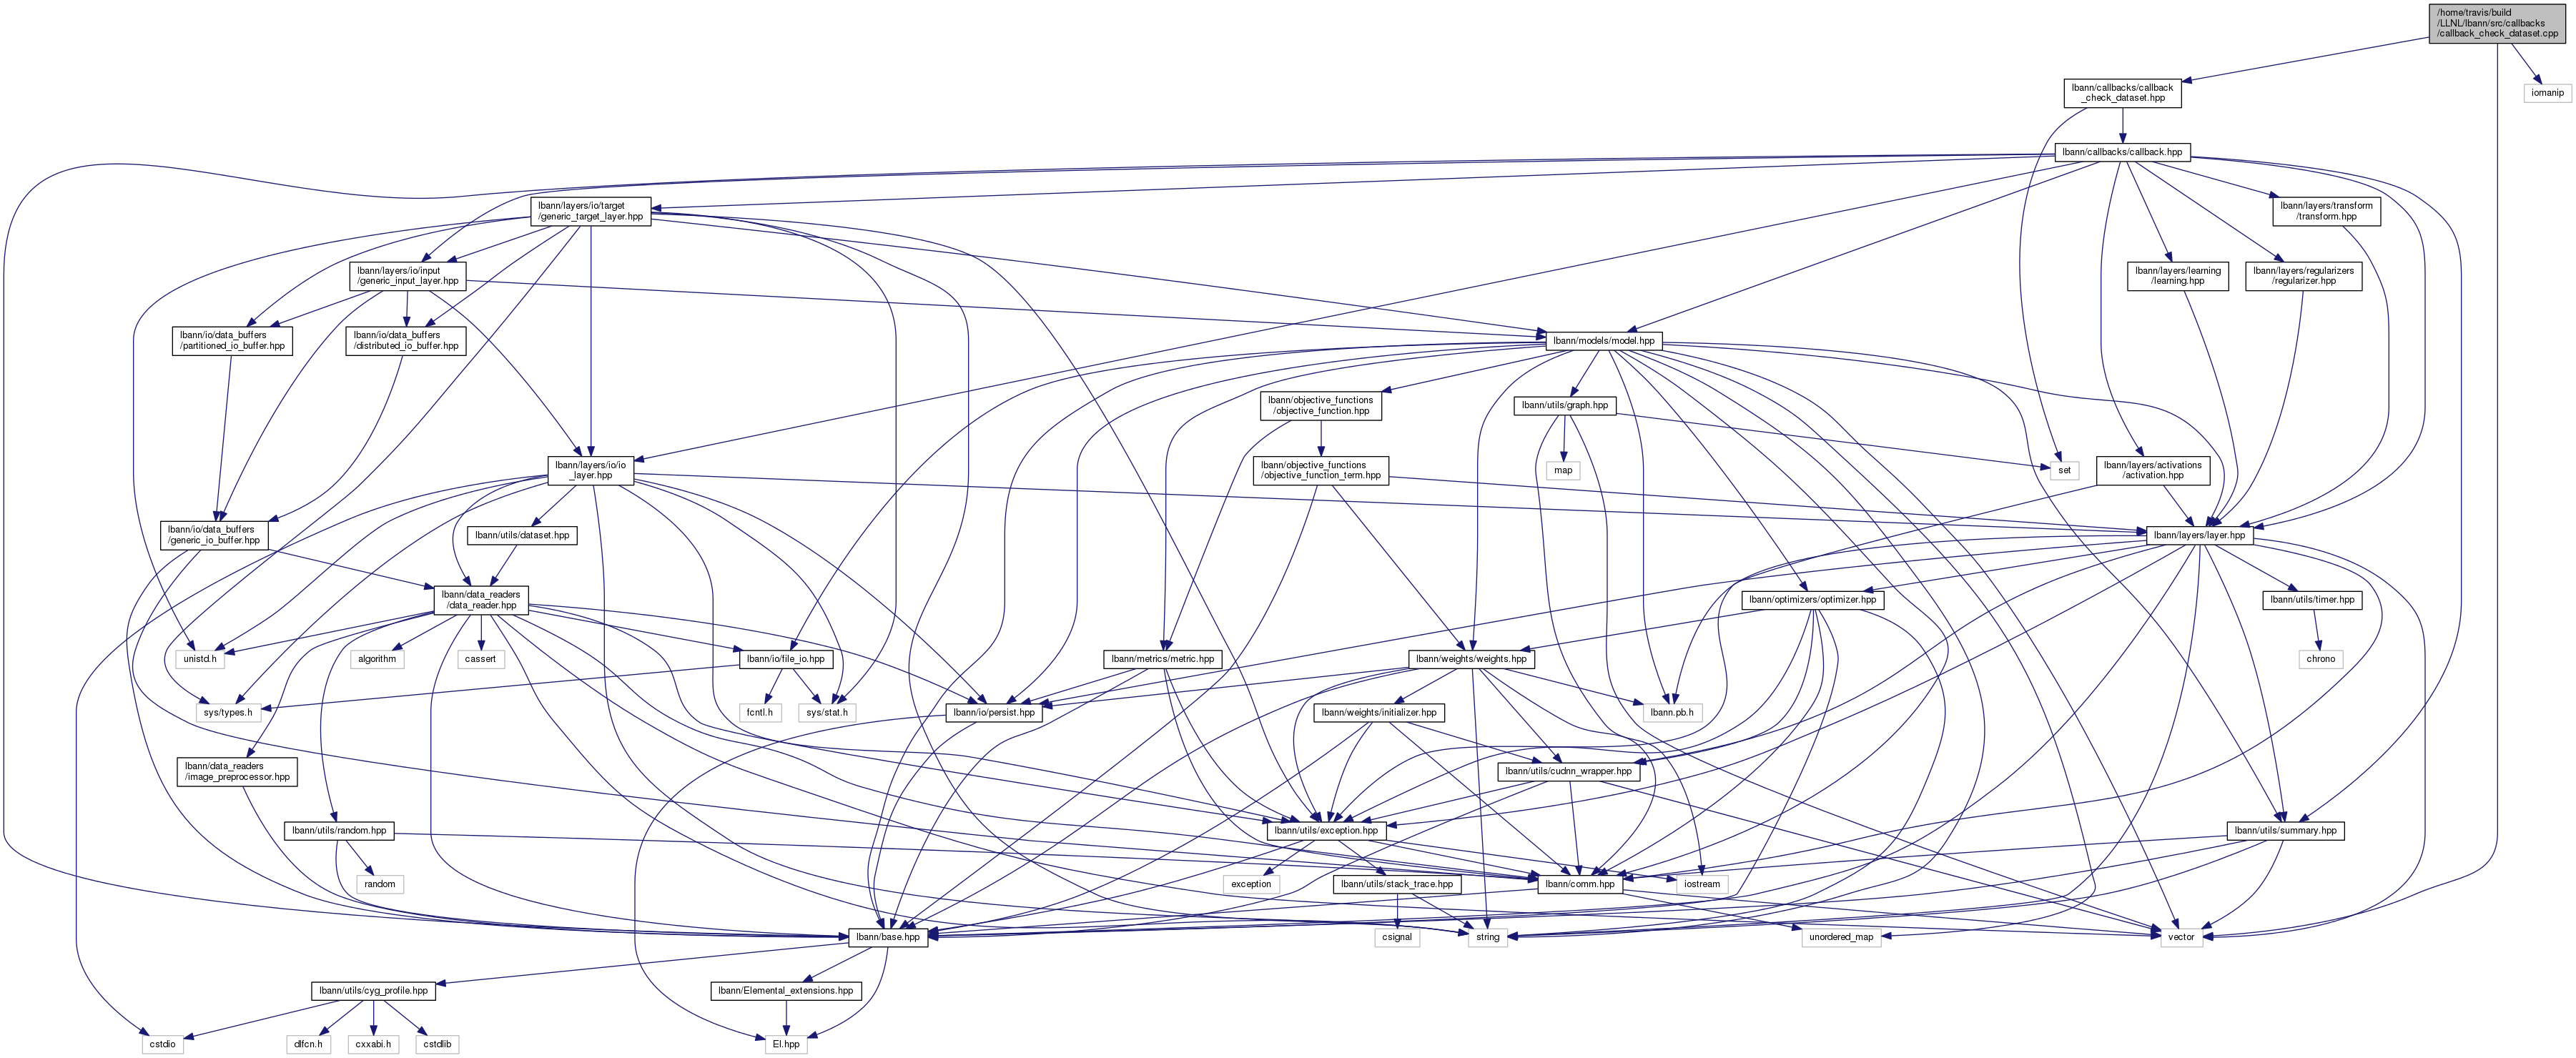 /home/travis/build
/LLNL/lbann/src/callbacks
/callback_check_dataset.cpp
lbann/callbacks/callback
_check_dataset.hpp
iomanip
lbann/callbacks/callback.hpp
lbann/layers/io/target
/generic_target_layer.hpp
lbann/layers/transform
/transform.hpp
lbann/layers/io/input
/generic_input_layer.hpp
lbann/layers/learning
/learning.hpp
lbann/layers/regularizers
/regularizer.hpp
lbann/io/data_buffers
/partitioned_io_buffer.hpp
lbann/io/data_buffers
/distributed_io_buffer.hpp
lbann/models/model.hpp
lbann/objective_functions
/objective_function.hpp
lbann/utils/graph.hpp
lbann/layers/io/io
_layer.hpp
lbann/objective_functions
/objective_function_term.hpp
map
set
lbann/layers/activations
/activation.hpp
lbann/io/data_buffers
/generic_io_buffer.hpp
lbann/utils/dataset.hpp
lbann/layers/layer.hpp
lbann/data_readers
/data_reader.hpp
lbann/optimizers/optimizer.hpp
lbann/utils/timer.hpp
unistd.h
algorithm
cassert
lbann/io/file_io.hpp
lbann/metrics/metric.hpp
lbann/weights/weights.hpp
chrono
sys/types.h
fcntl.h
sys/stat.h
lbann/io/persist.hpp
lbann/weights/initializer.hpp
lbann.pb.h
lbann/data_readers
/image_preprocessor.hpp
lbann/utils/cudnn_wrapper.hpp
lbann/utils/random.hpp
lbann/utils/exception.hpp
lbann/utils/summary.hpp
random
exception
lbann/utils/stack_trace.hpp
lbann/comm.hpp
iostream
lbann/base.hpp
csignal
string
unordered_map
vector
lbann/utils/cyg_profile.hpp
lbann/Elemental_extensions.hpp
cstdio
dlfcn.h
cxxabi.h
cstdlib
El.hpp